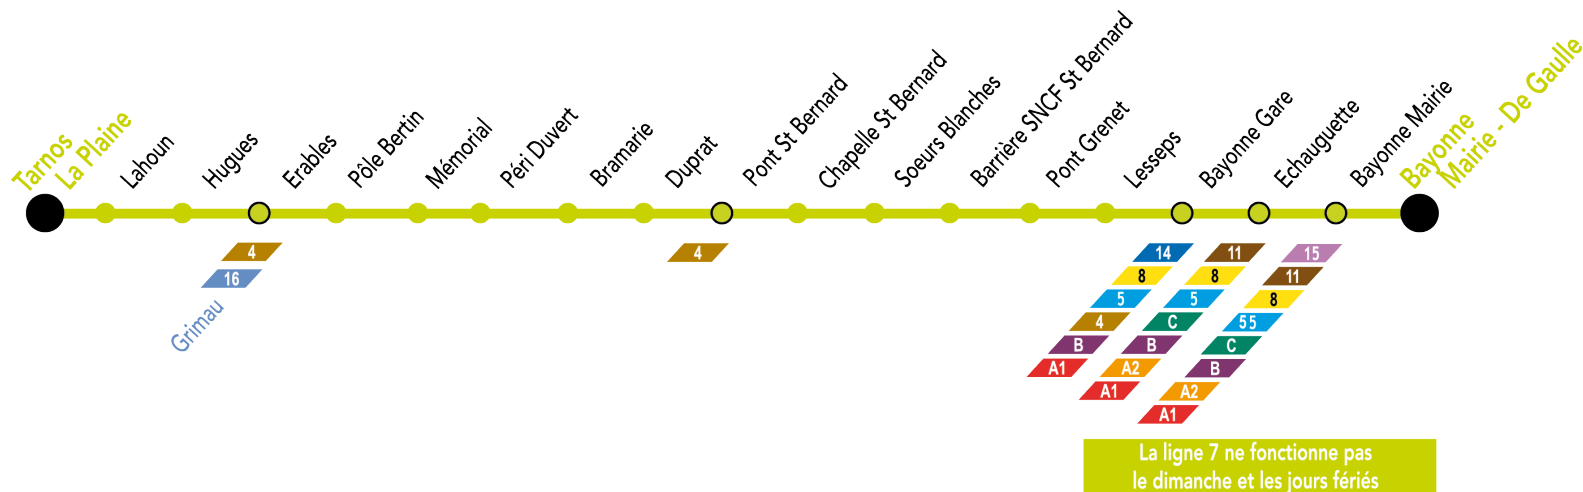 Tarnos
La Plaine
Lahoun
Hugues
Erables
Pôle Bertin
Mémorial
Péri Duvert
Bramarie
Duprat
Pont St Bernard
Chapelle St Bernard
Soeurs Blanches
Barrière SNCF St Bernard
Pont Grenet
Lesseps
Bayonne Gare
Echauguette
Bayonne Mairie
Bayonne
Mairie - De Gaulle
4
16
Grimau
4
14
8
5
4
B
A1
11
8
5
C
B
A2
A1
15
11
8
5 5
C
B
A2
A1
La ligne 7 ne fonctionne pas
le dimanche et les jours fériés